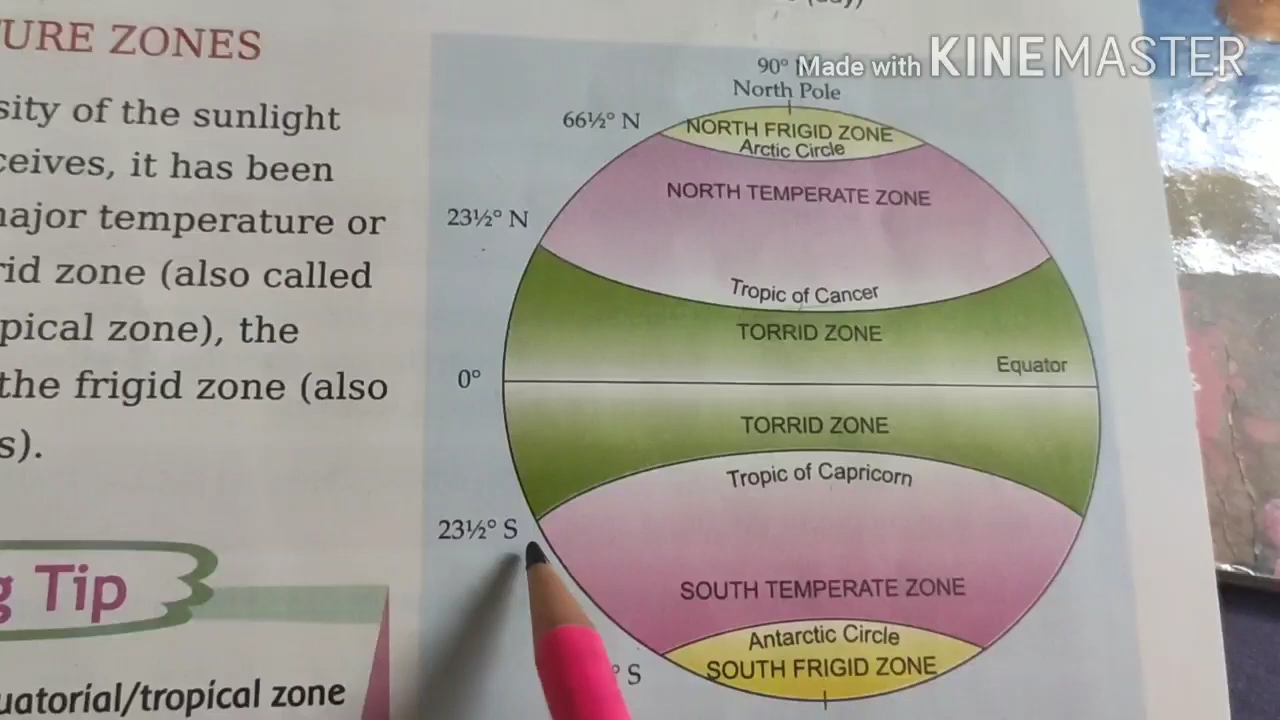 URE ZONES
sity of the sunlight
ceives, it has been
major temperature or
rid zone (also called
pical zone), the
the frigid zone (also
s).
g Tip
uatorial/tropical zone
Made with KINEMASTER
90°
North Pole
66½° N
NORTH FRIGID ZONE
Arctic Circle
NORTH TEMPERATE ZONE
23½° N
Tropic of Cancer
TORRID ZONE
Equator
0°
TORRID ZONE
Tropic of Capricorn
23½° S
SOUTH TEMPERATE ZONE
Antarctic Circle
° S
SOUTH FRIGID ZONE